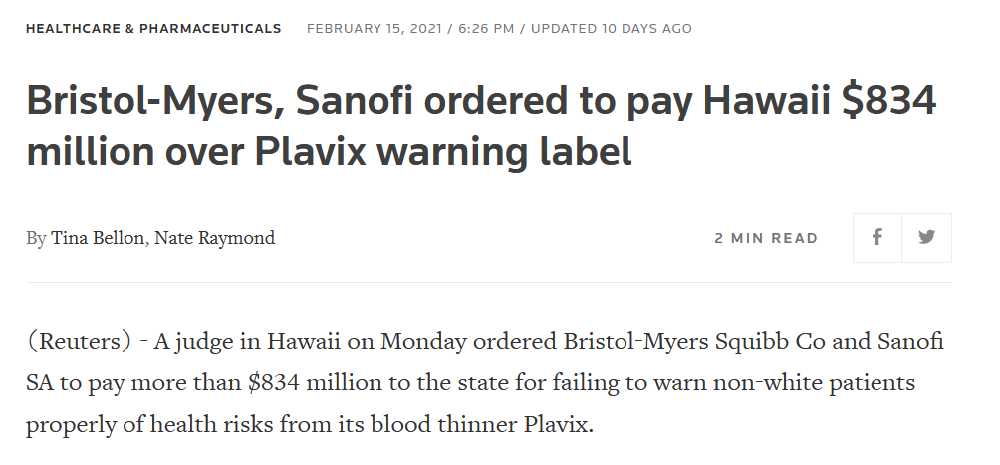 HEALTHCARE & PHARMACEUTICALS FEBRUARY 15, 2021 / 6:26 PM / UPDATED 10 DAYS AGO
Bristol-Myers, Sanofi ordered to pay Hawaii $834
million over Plavix warning label
By Tina Bellon, Nate Raymond 2 MIN READ
(Reuters) - A judge in Hawaii on Monday ordered Bristol-Myers Squibb Co and Sanofi
SA to pay more than $834 million to the state for failing to warn non-white patients
properly of health risks from its blood thinner Plavix.